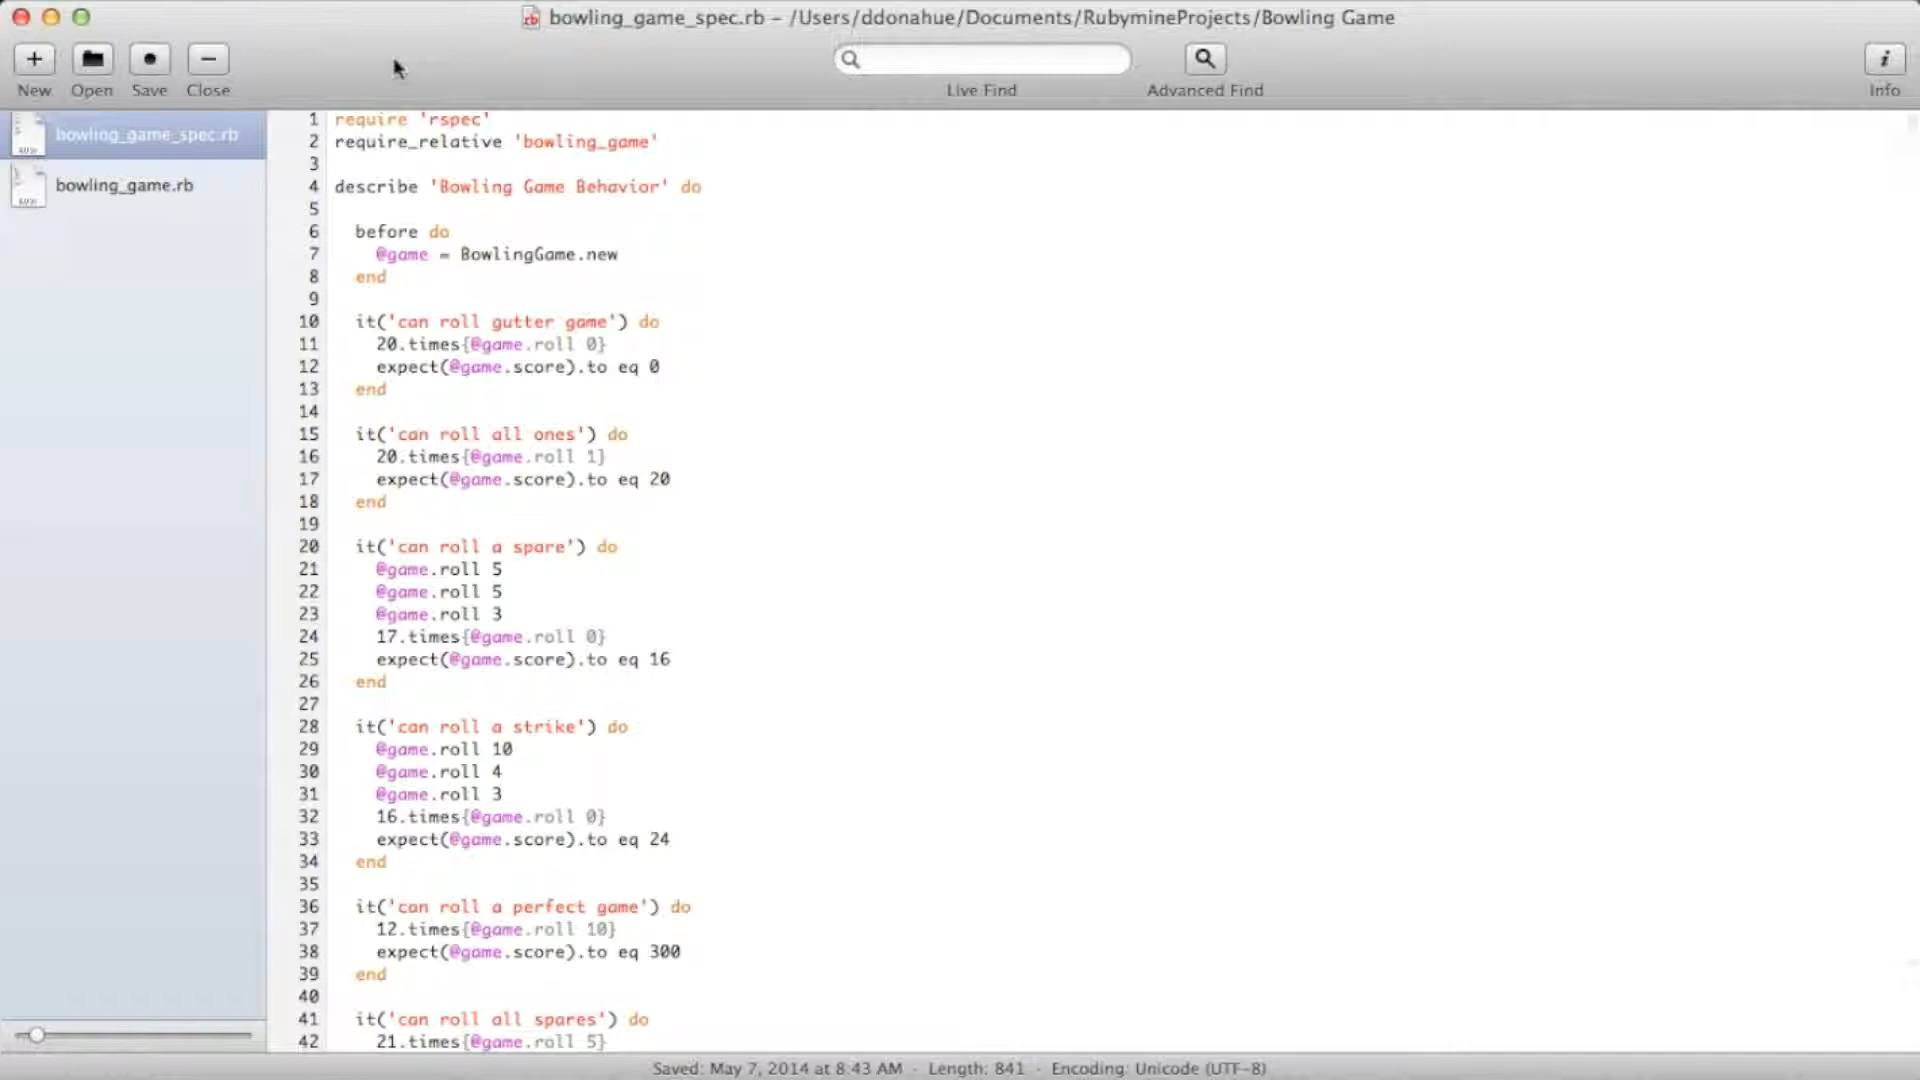 bowling_game_spec.rb – /Users/ddonahue/Documents/RubymineProjects/Bowling Game
New Open Save Close
Live Find
Advanced Find
Info
bowling_game_spec.rb
bowling_game.rb
1 require 'rspec'
2 require_relative 'bowling_game'
3
4 describe 'Bowling Game Behavior' do
5
6 before do
7 @game = BowlingGame.new
8 end
9
10 it('can roll gutter game') do
11 20.times{@game.roll 0}
12 expect(@game.score).to eq 0
13 end
14
15 it('can roll all ones') do
16 20.times{@game.roll 1}
17 expect(@game.score).to eq 20
18 end
19
20 it('can roll a spare') do
21 @game.roll 5
22 @game.roll 5
23 @game.roll 3
24 17.times{@game.roll 0}
25 expect(@game.score).to eq 16
26 end
27
28 it('can roll a strike') do
29 @game.roll 10
30 @game.roll 4
31 @game.roll 3
32 16.times{@game.roll 0}
33 expect(@game.score).to eq 24
34 end
35
36 it('can roll a perfect game') do
37 12.times{@game.roll 10}
38 expect(@game.score).to eq 300
39 end
40
41 it('can roll all spares') do
42 21.times{@game.roll 5}
Saved: May 7, 2014 at 8:43 AM · Length: 841 · Encoding: Unicode (UTF-8)